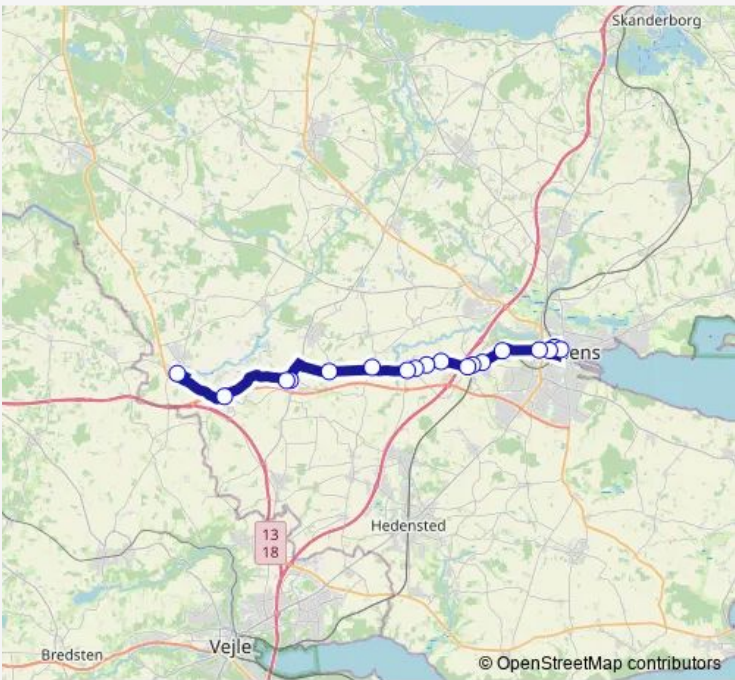 Skanderborg
ens
Hedensted
13
18
Vejle
Bredsten
© OpenStreetMap contributors